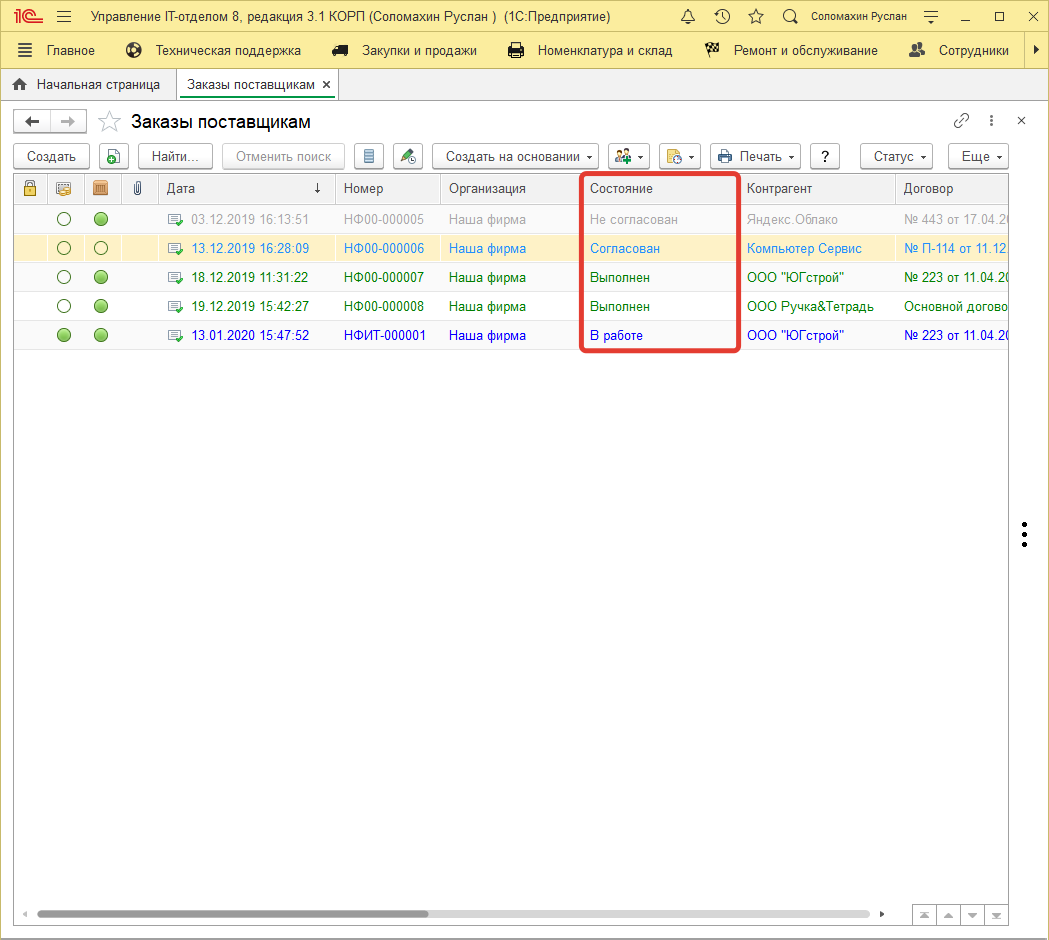 1С Управление IT-отделом 8, редакция 3.1 КОРП (Соломахин Руслан ) (1С:Предприятие) Соломахин Руслан
Главное Техническая поддержка Закупки и продажи Номенклатура и склад Ремонт и обслуживание Сотрудники
Начальная страница Заказы поставщикам ×
Заказы поставщикам
Создать Найти... Отменить поиск Создать на основании Печать ? Статус Еще
Дата ↓ Номер Организация Состояние Контрагент Договор
03.12.2019 16:13:51 НФ00-000005 Наша фирма Не согласован Яндекс.Облако № 443 от 17.04.20
13.12.2019 16:28:09 НФ00-000006 Наша фирма Согласован Компьютер Сервис № П-114 от 11.12
18.12.2019 11:31:22 НФ00-000007 Наша фирма Выполнен ООО "ЮГстрой" № 223 от 11.04.20
19.12.2019 15:42:27 НФ00-000008 Наша фирма Выполнен ООО Ручка&Тетрадь Основной догово
13.01.2020 15:47:52 НФИТ-000001 Наша фирма В работе ООО "ЮГстрой" № 223 от 11.04.20